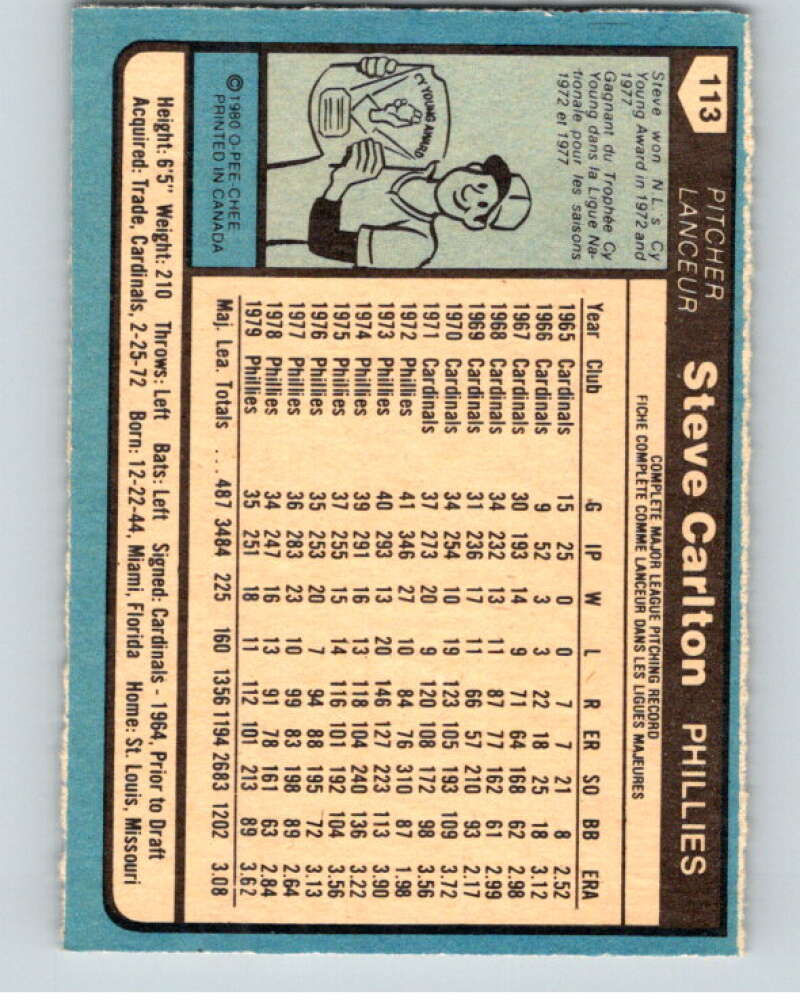 113
PITCHER
LANCEUR
Steve Carlton PHILLIES
Steve won N L s Cy
Young Award in 1972 and
1977
Gagnant du Trophée Cy
Young dans la Ligue Na-
tionale pour les saisons
1972 et 1977
CY YOUNG AWARD
© 1980 O-PEE-CHEE
PRINTED IN CANADA
COMPLETE MAJOR LEAGUE PITCHING RECORD
FICHE COMPLÈTE COMME LANCEUR DANS LES LIGUES MAJEURES
Year Club G IP W L R ER SO BB ERA
1965 Cardinals 15 25 0 0 7 7 21 8 2.52
1966 Cardinals 9 52 3 3 22 18 25 18 3.12
1967 Cardinals 30 193 14 9 71 64 168 62 2.98
1968 Cardinals 34 232 13 11 87 77 162 61 2.99
1969 Cardinals 31 236 17 11 66 57 210 93 2.17
1970 Cardinals 34 254 10 19 123 105 193 109 3.72
1971 Cardinals 37 273 20 9 120 108 172 98 3.56
1972 Phillies 41 346 27 10 84 76 310 87 1.98
1973 Phillies 40 293 13 20 146 127 223 113 3.90
1974 Phillies 39 291 16 13 118 104 240 136 3.22
1975 Phillies 37 255 15 14 116 101 192 104 3.56
1976 Phillies 35 253 20 7 94 88 195 72 3.13
1977 Phillies 36 283 23 10 99 83 198 89 2.64
1978 Phillies 34 247 16 13 91 78 161 63 2.84
1979 Phillies 35 251 18 11 112 101 213 89 3.62
Maj. Lea. Totals ... 487 3484 225 160 1356 1194 2683 1202 3.08
Height: 6'5" Weight: 210 Throws: Left Bats: Left Signed: Cardinals - 1964, Prior to Draft
Acquired: Trade, Cardinals, 2-25-72 Born: 12-22-44, Miami, Florida Home: St. Louis, Missouri